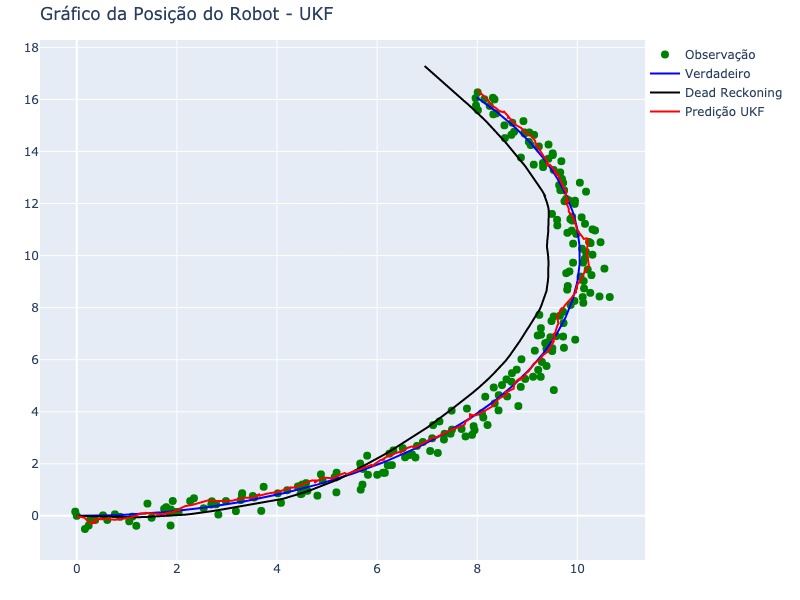 Gráfico da Posição do Robot - UKF
18
16
14
12
10
8
6
4
2
0
0 2 4 6 8 10
Observação
Verdadeiro
Dead Reckoning
Predição UKF